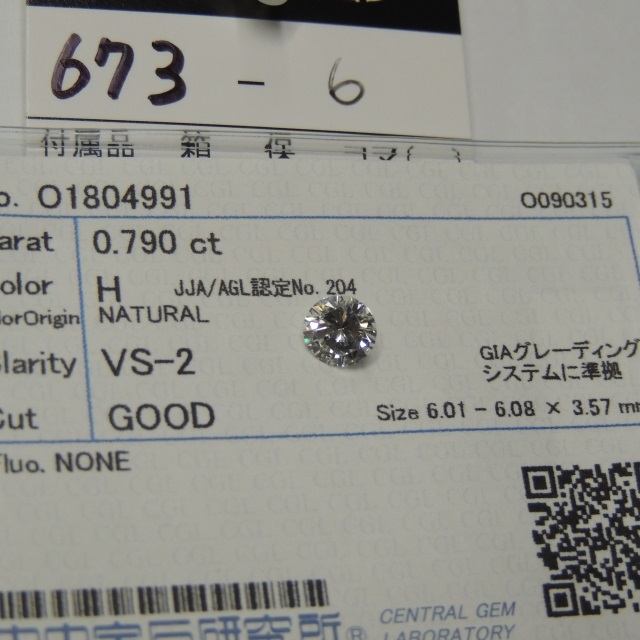 673 - 6
付属品 箱 保
o. O1804991 O090315
arat 0.790 ct
olor H JJA/AGL認定No. 204
lorOrigin NATURAL
larity VS-2 GIAグレーディング
システムに準拠
Cut GOOD Size 6.01 - 6.08 × 3.57 mm
Fluo. NONE
CENTRAL GEM
LABORATORY